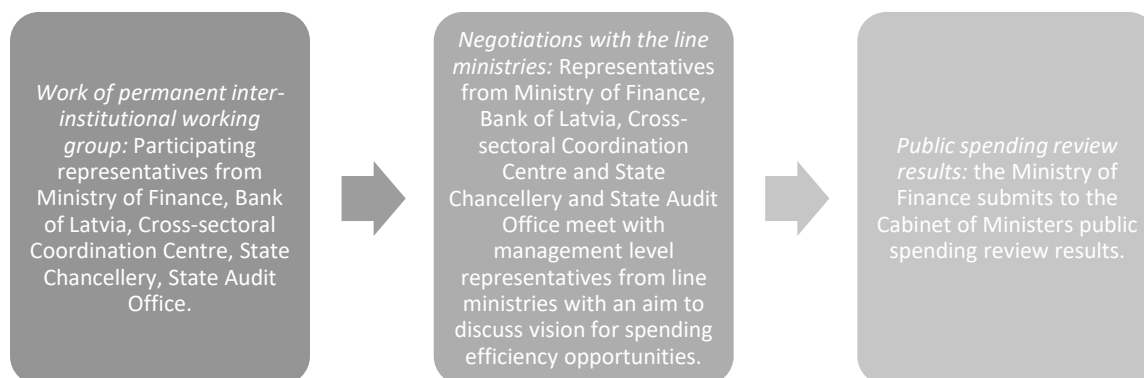 Work of permanent inter-
institutional working
group: Participating
representatives from
Ministry of Finance, Bank
of Latvia, Cross-sectoral
Coordination Centre, State
Chancellery, State Audit
Office.
Negotiations with the line
ministries: Representatives
from Ministry of Finance,
Bank of Latvia, Cross-
sectoral Coordination
Centre and State
Chancellery and State Audit
Office meet with
management level
representatives from line
ministries with an aim to
discuss vision for spending
efficiency opportunities.
Public spending review
results: the Ministry of
Finance submits to the
Cabinet of Ministers public
spending review results.